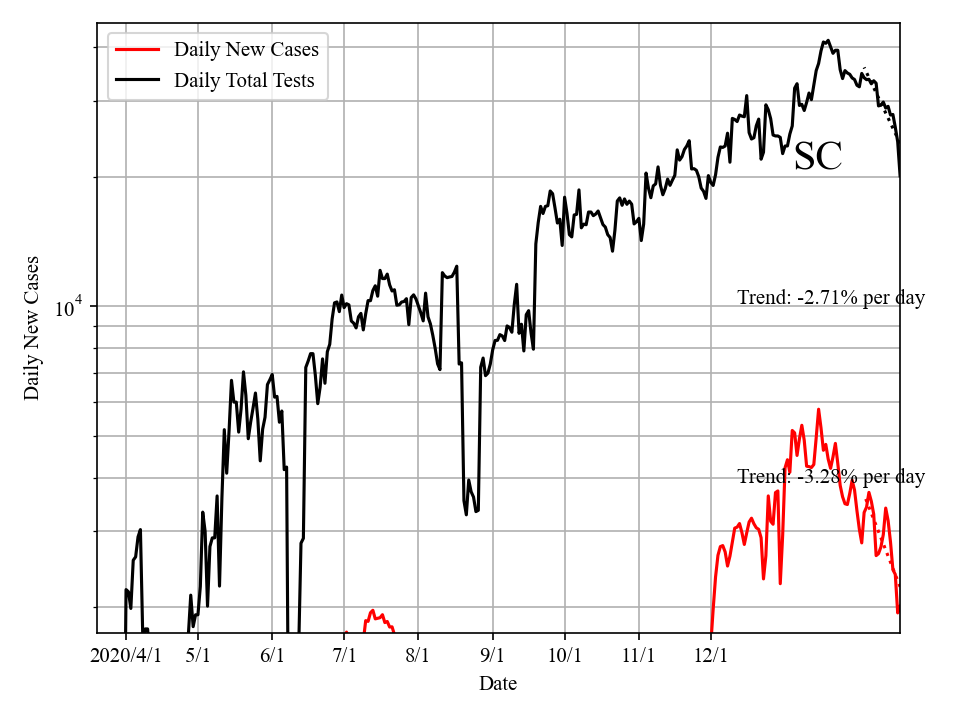 Daily New Cases
Daily Total Tests
SC
Daily New Cases
10^4
Trend: -2.71% per day
Trend: -3.28% per day
2020/4/1 5/1 6/1 7/1 8/1 9/1 10/1 11/1 12/1
Date